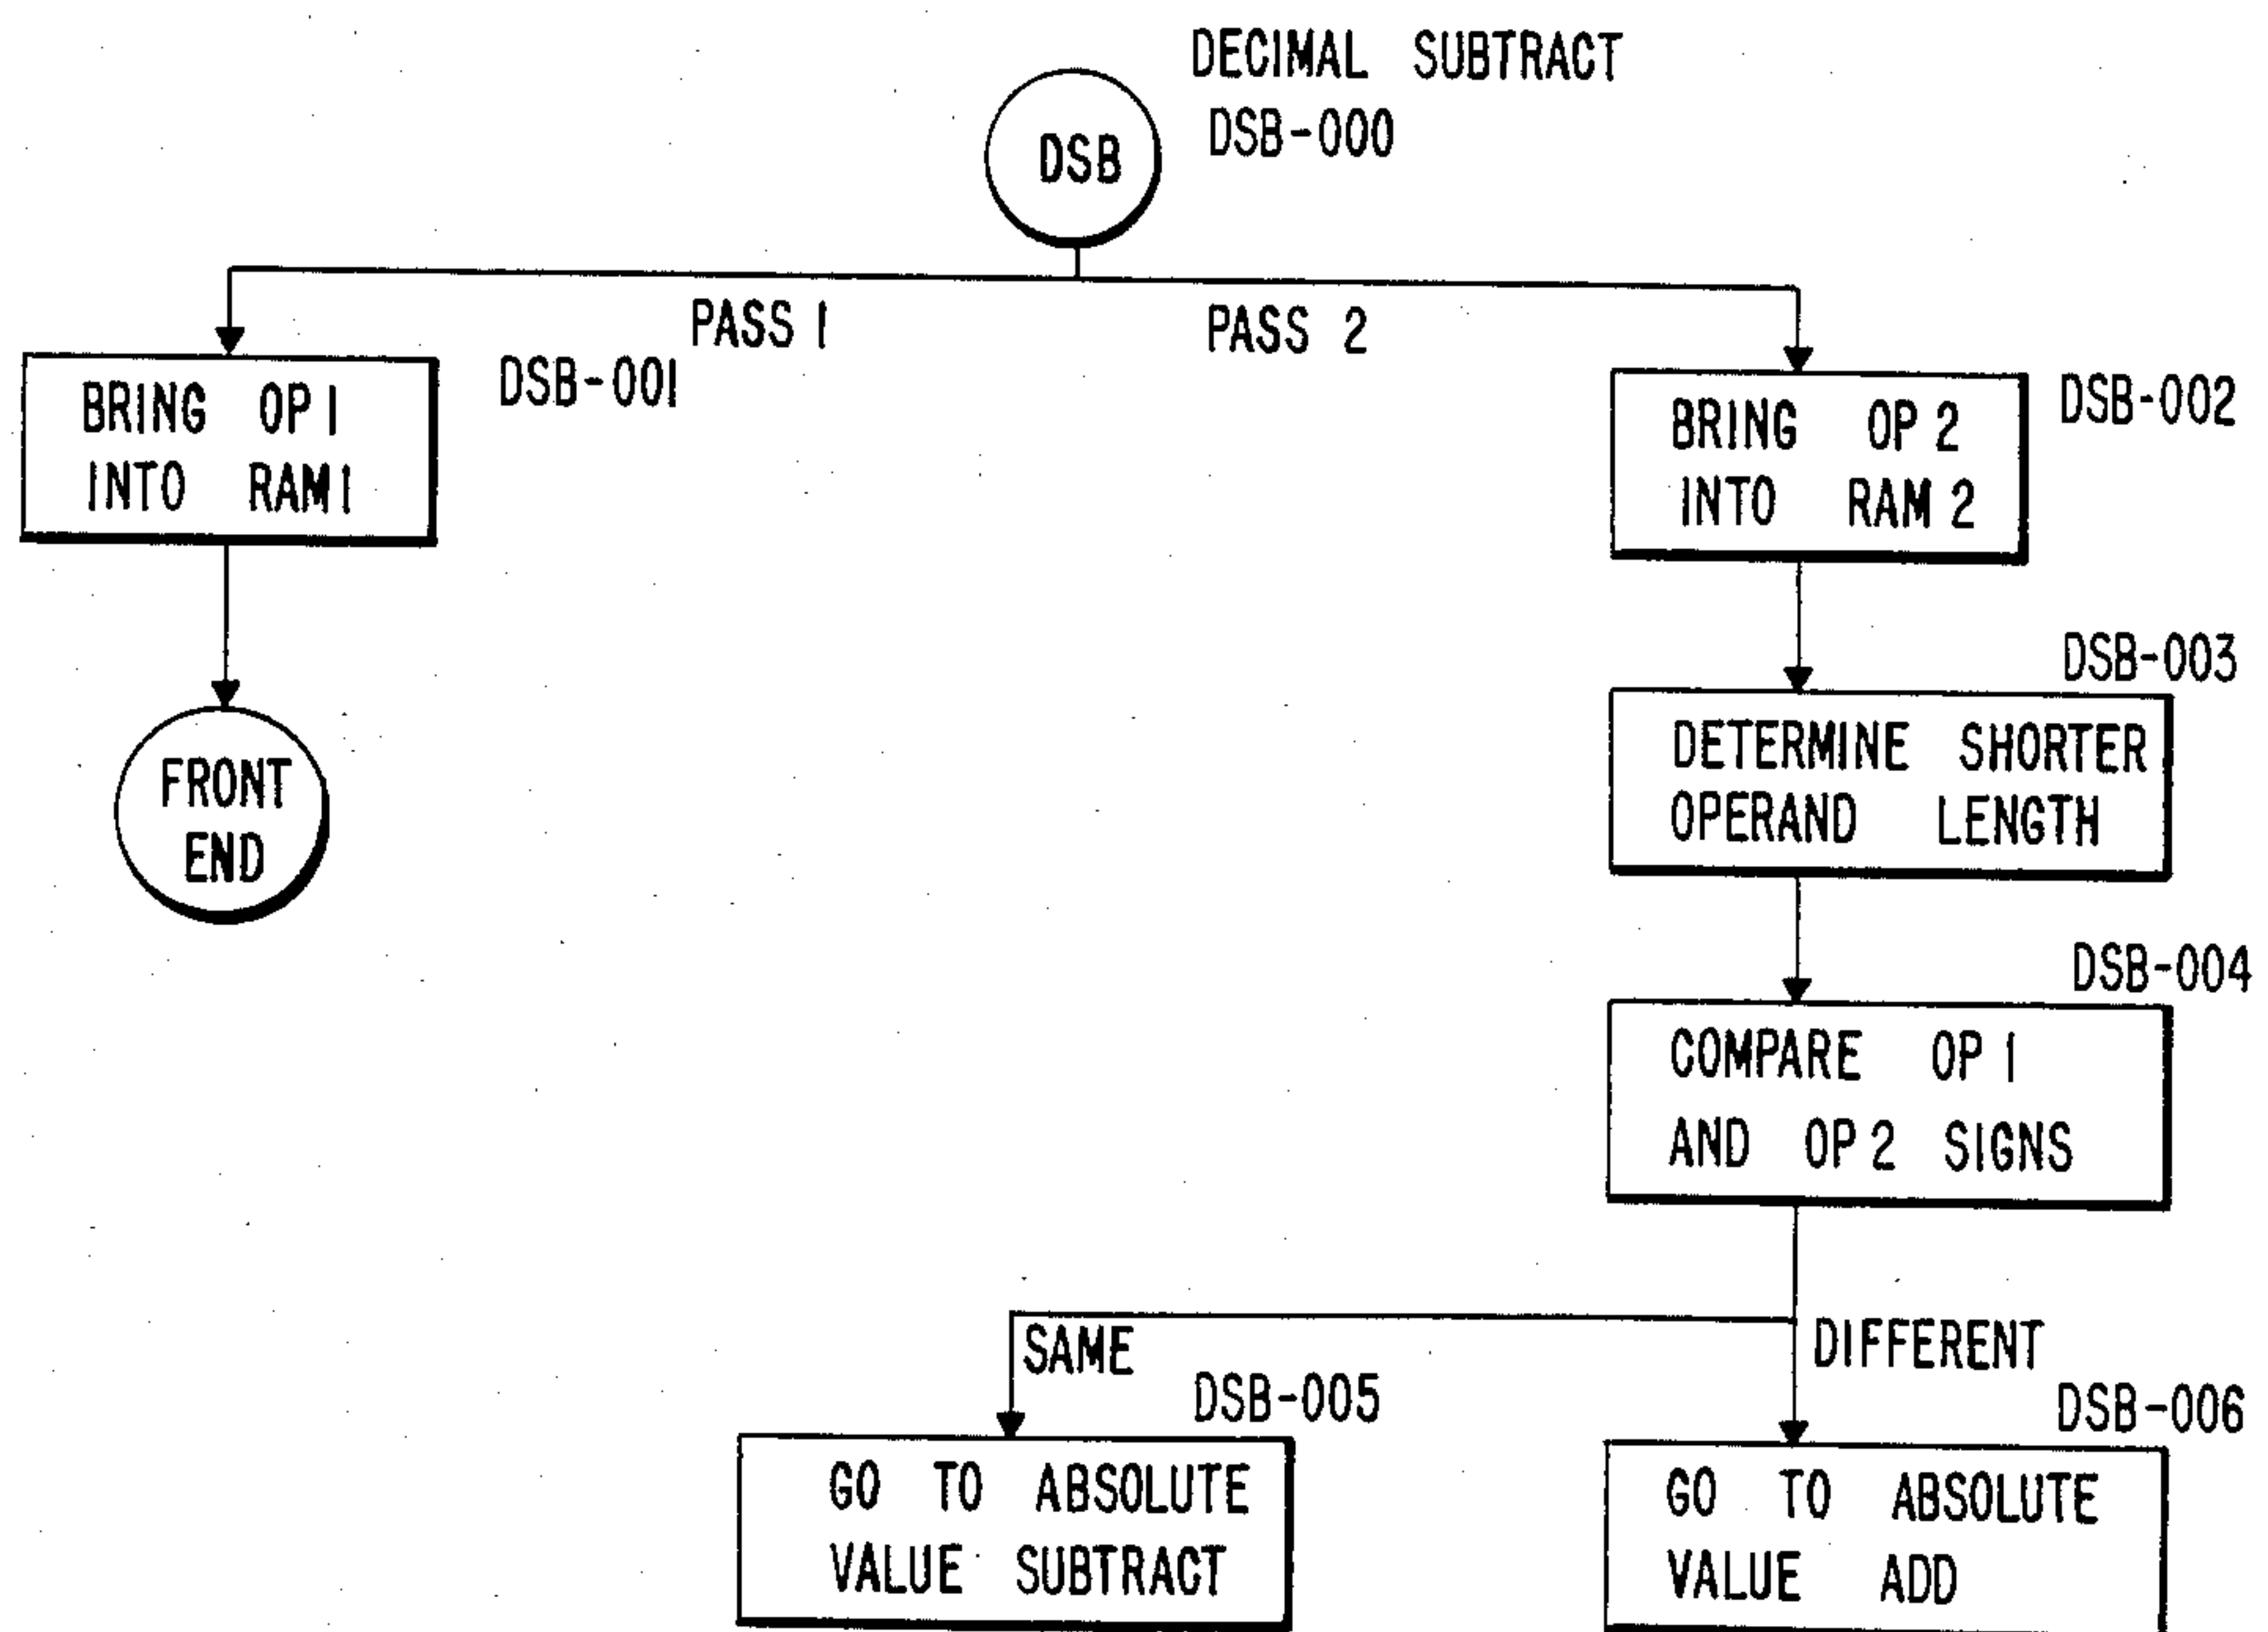 DECIMAL SUBTRACT
DSB-000
DSB
PASS 1
PASS 2
DSB-001
BRING OP 1
INTO RAM 1
DSB-002
BRING OP 2
INTO RAM 2
FRONT
END
DSB-003
DETERMINE SHORTER
OPERAND LENGTH
DSB-004
COMPARE OP 1
AND OP 2 SIGNS
SAME
DIFFERENT
DSB-005
DSB-006
GO TO ABSOLUTE
VALUE SUBTRACT
GO TO ABSOLUTE
VALUE ADD